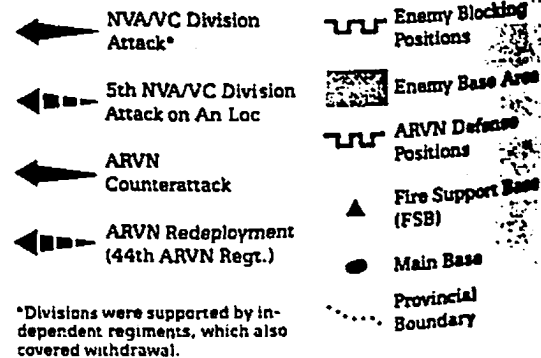 NVA/VC Division
Attack*
5th NVA/VC Division
Attack on An Loc
ARVN
Counterattack
ARVN Redeployment
(44th ARVN Regt.)
*Divisions were supported by in-
dependent regiments, which also
covered withdrawal.
Enemy Blocking
Positions
Enemy Base Area
ARVN Defense
Positions
Fire Support Base
(FSB)
Main Base
Provincial
Boundary